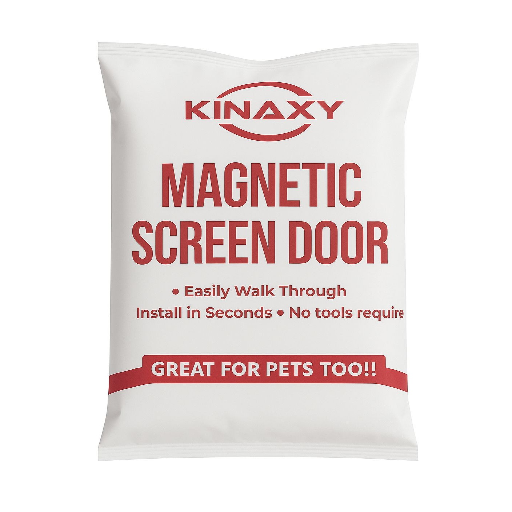 KINAXY
MAGNETIC
SCREEN DOOR
• Easily Walk Through
Install in Seconds • No tools require
GREAT FOR PETS TOO!!